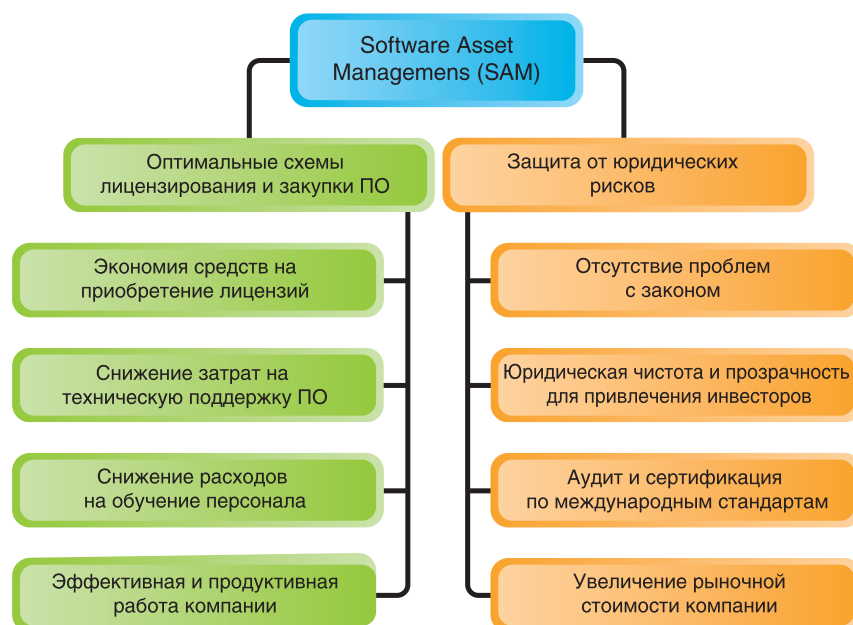 Software Asset
Managemens (SAM)
Оптимальные схемы
лицензирования и закупки ПО
Экономия средств на
приобретение лицензий
Снижение затрат на
техническую поддержку ПО
Снижение расходов
на обучение персонала
Эффективная и продуктивная
работа компании
Защита от юридических
рисков
Отсутствие проблем
с законом
Юридическая чистота и прозрачность
для привлечения инвесторов
Аудит и сертификация
по международным стандартам
Увеличение рыночной
стоимости компании